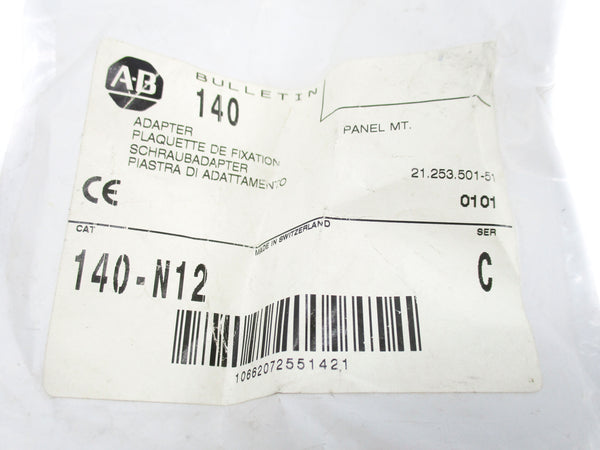 A-B
BULLETIN
140
ADAPTER
PLAQUETTE DE FIXATION
SCHRAUBADAPTER
PIASTRA DI ADATTAMENTO
PANEL MT.
21.253.501-51
0101
CE
CAT
MADE IN SWITZERLAND
SER
140-N12
C
10662072551421